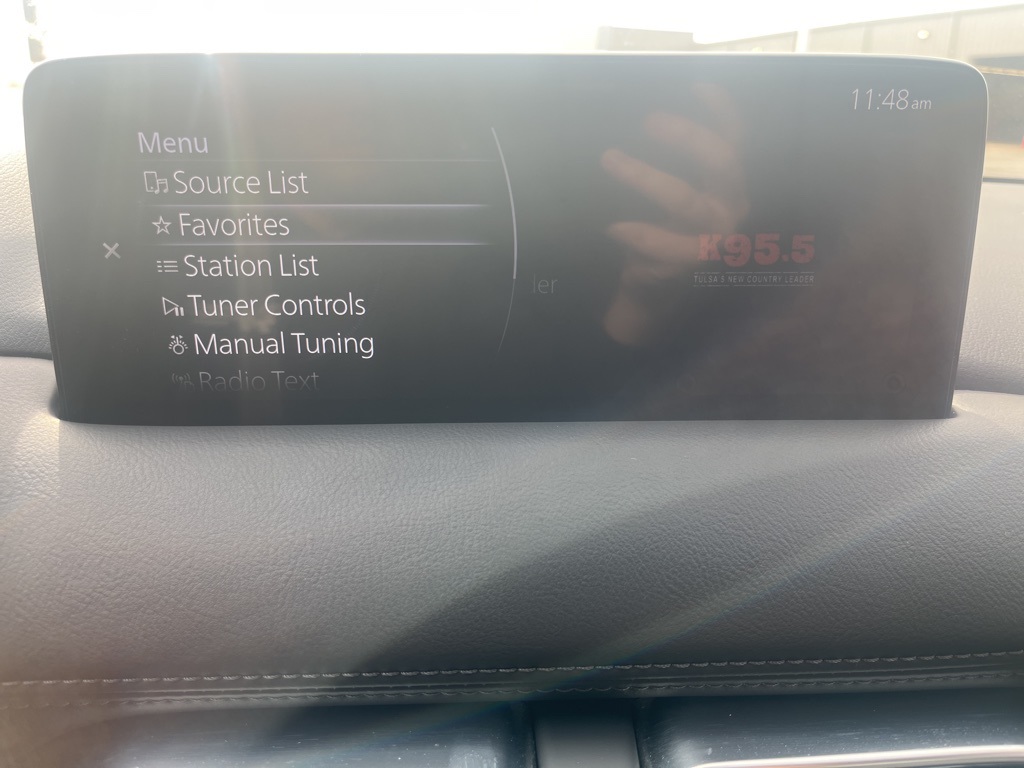 11:48am
Menu
Source List
Favorites
Station List
Tuner Controls
Manual Tuning
Radio Text
ler
K95.5
TULSA'S NEW COUNTRY LEADER